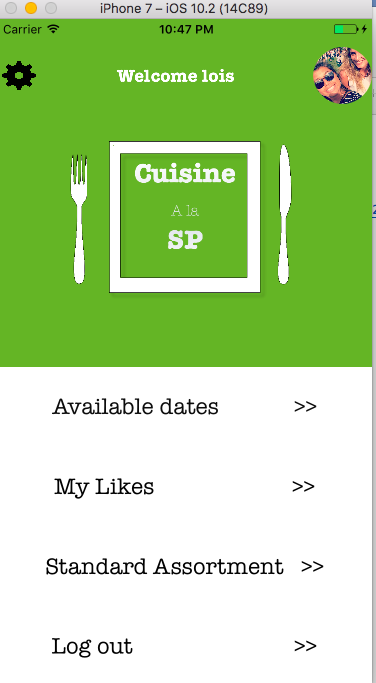 iPhone 7 – iOS 10.2 (14C89)
Carrier 10:47 PM
Welcome lois
Cuisine
A la
SP
Available dates >>
My Likes >>
Standard Assortment >>
Log out >>